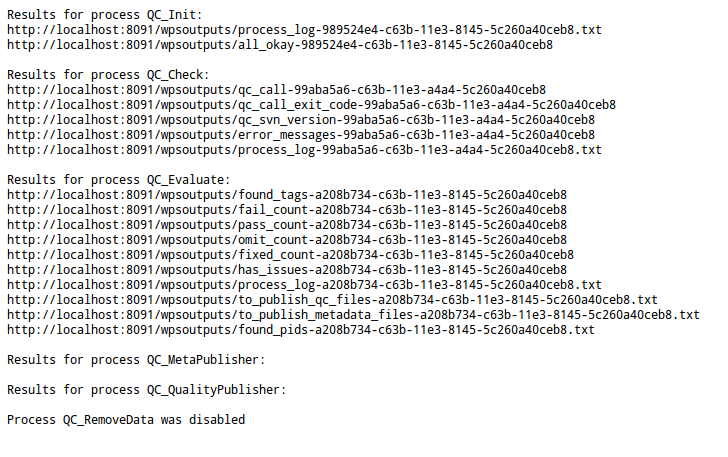 Results for process QC_Init:
http://localhost:8091/wpsoutputs/process_log-989524e4-c63b-11e3-8145-5c260a40ceb8.txt
http://localhost:8091/wpsoutputs/all_okay-989524e4-c63b-11e3-8145-5c260a40ceb8
Results for process QC_Check:
http://localhost:8091/wpsoutputs/qc_call-99aba5a6-c63b-11e3-a4a4-5c260a40ceb8
http://localhost:8091/wpsoutputs/qc_call_exit_code-99aba5a6-c63b-11e3-a4a4-5c260a40ceb8
http://localhost:8091/wpsoutputs/qc_svn_version-99aba5a6-c63b-11e3-a4a4-5c260a40ceb8
http://localhost:8091/wpsoutputs/error_messages-99aba5a6-c63b-11e3-a4a4-5c260a40ceb8
http://localhost:8091/wpsoutputs/process_log-99aba5a6-c63b-11e3-a4a4-5c260a40ceb8.txt
Results for process QC_Evaluate:
http://localhost:8091/wpsoutputs/found_tags-a208b734-c63b-11e3-8145-5c260a40ceb8
http://localhost:8091/wpsoutputs/fail_count-a208b734-c63b-11e3-8145-5c260a40ceb8
http://localhost:8091/wpsoutputs/pass_count-a208b734-c63b-11e3-8145-5c260a40ceb8
http://localhost:8091/wpsoutputs/omit_count-a208b734-c63b-11e3-8145-5c260a40ceb8
http://localhost:8091/wpsoutputs/fixed_count-a208b734-c63b-11e3-8145-5c260a40ceb8
http://localhost:8091/wpsoutputs/has_issues-a208b734-c63b-11e3-8145-5c260a40ceb8
http://localhost:8091/wpsoutputs/process_log-a208b734-c63b-11e3-8145-5c260a40ceb8.txt
http://localhost:8091/wpsoutputs/to_publish_qc_files-a208b734-c63b-11e3-8145-5c260a40ceb8.txt
http://localhost:8091/wpsoutputs/to_publish_metadata_files-a208b734-c63b-11e3-8145-5c260a40ceb8.txt
http://localhost:8091/wpsoutputs/found_pids-a208b734-c63b-11e3-8145-5c260a40ceb8.txt
Results for process QC_MetaPublisher:
Results for process QC_QualityPublisher:
Process QC_RemoveData was disabled